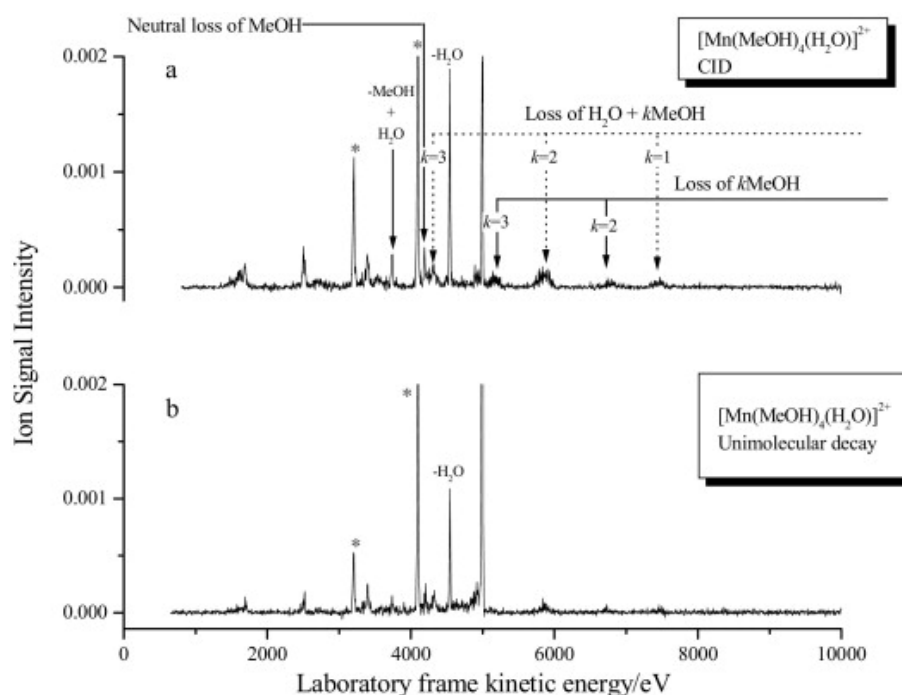 Neutral loss of MeOH
[Mn(MeOH)₄(H₂O)]²⁺
CID
0.002
a
*
-H₂O
-MeOH
+
H₂O
Loss of H₂O + kMeOH
*
k=3
k=2
k=1
0.001
Loss of kMeOH
k=3
k=2
0.000
Ion Signal Intensity
0.002
b
*
[Mn(MeOH)₄(H₂O)]²⁺
Unimolecular decay
-H₂O
0.001
*
0.000
0
2000
4000
6000
8000
10000
Laboratory frame kinetic energy/eV